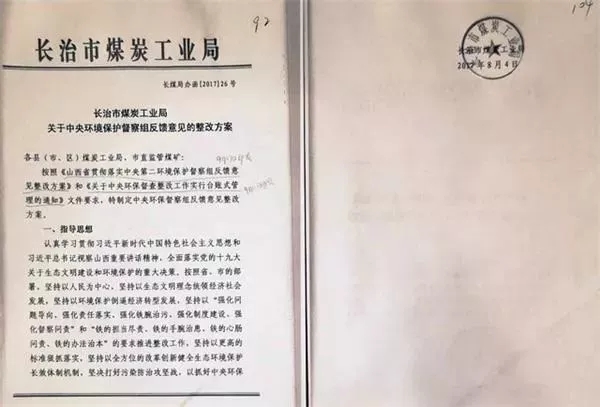 92
长治市煤炭工业局
长煤局办函[2017]26号
长治市煤炭工业局
关于中央环境保护督察组反馈意见的整改方案
各县（市、区）煤炭工业局、市直监管煤矿：
按照《山西省贯彻落实中央第二环境保护督察组反馈意
见整改方案》和《关于中央环保督查整改工作实行台账式管
理的通知》文件要求，特制定中央环保督察组反馈意见整改
方案。
一、指导思想
认真学习贯彻习近平新时代中国特色社会主义思想和
习近平总书记视察山西重要讲话精神，全面落实党的十九大
关于生态文明建设和环境保护的重大决策。按照省、市的部
署，坚持以人民为中心，坚持以生态文明理念统领经济社会
发展，坚持以环境保护倒逼经济转型发展，坚持以“强化问
题导向、强化责任落实、强化铁腕治污、强化制度建设、强
化督察问责”和“铁的担当尽责、铁的手腕治患、铁的心肠
问责、铁的办法治本”的要求推进整改工作，坚持以更高的
标准狠抓落实，坚持以全方位的改革创新健全生态环境保护
长效体制机制，坚决打好污染防治攻坚战，以抓好中央环保
104
长治市煤炭工业局
2017年8月4日